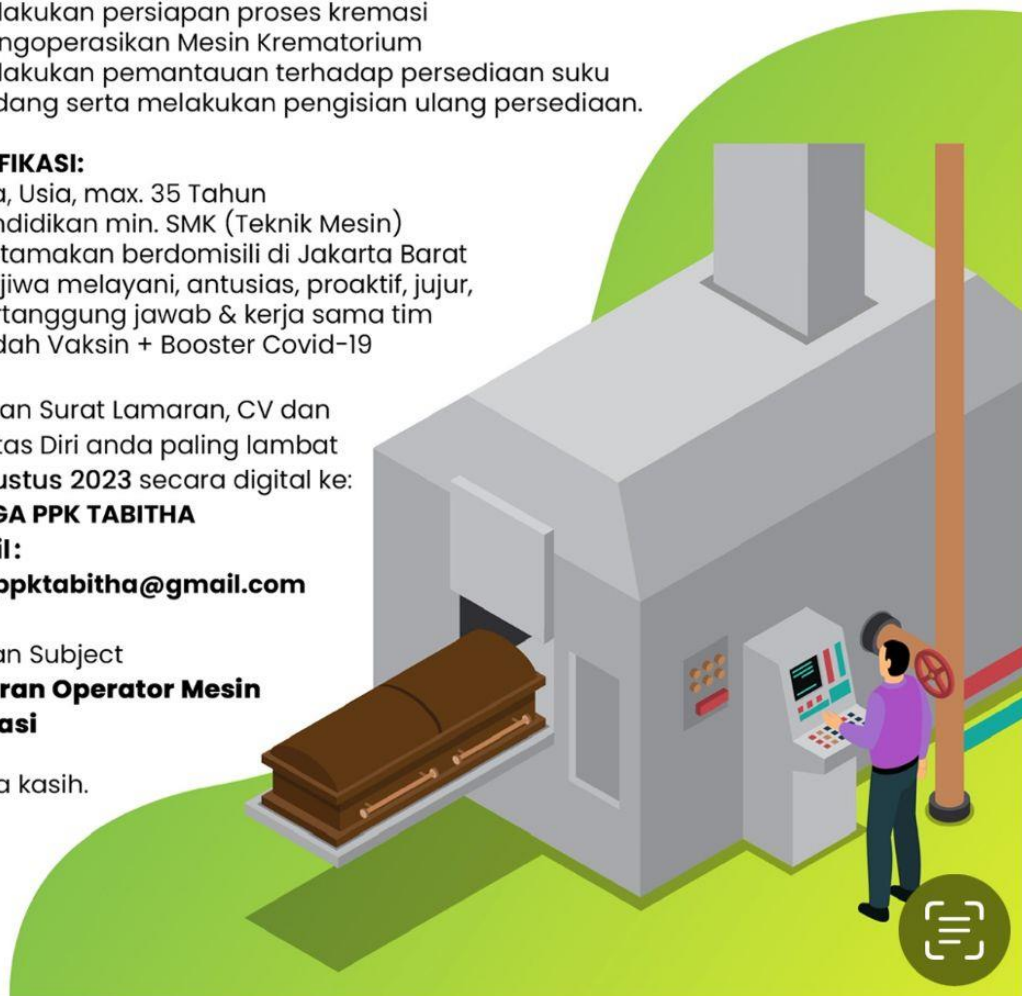 lakukan persiapan proses kremasi
ngoperasikan Mesin Krematorium
lakukan pemantauan terhadap persediaan suku
dang serta melakukan pengisian ulang persediaan.
FIKASI:
a, Usia, max. 35 Tahun
ndidikan min. SMK (Teknik Mesin)
tamakan berdomisili di Jakarta Barat
jiwa melayani, antusias, proaktif, jujur,
rtanggung jawab & kerja sama tim
dah Vaksin + Booster Covid-19
an Surat Lamaran, CV dan
tas Diri anda paling lambat
ustus 2023 secara digital ke:
GA PPK TABITHA
il :
ppktabitha@gmail.com
an Subject
ran Operator Mesin
asi
a kasih.